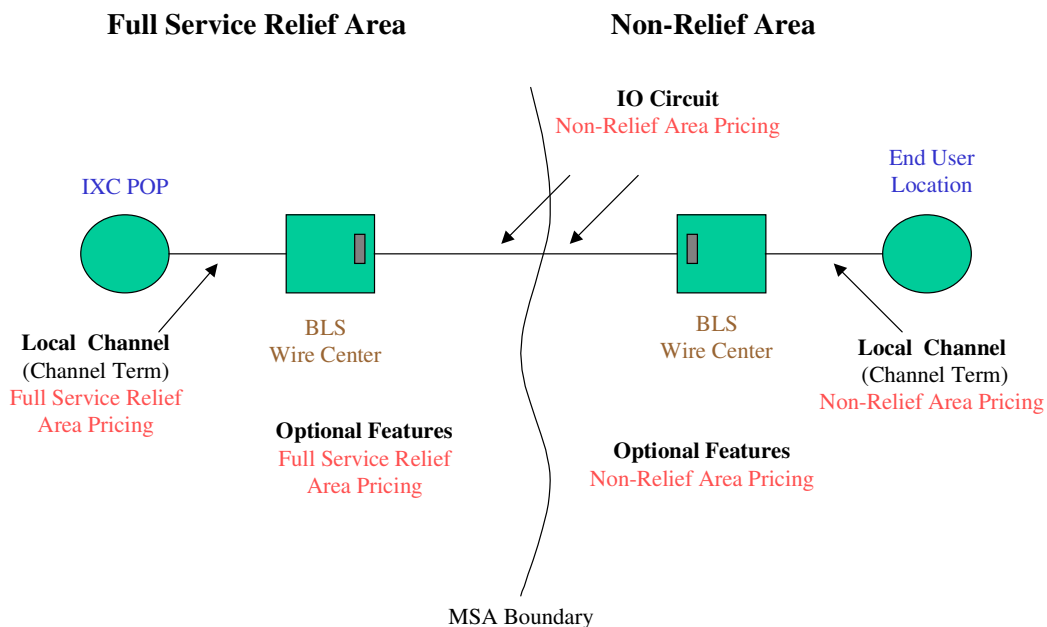 Full Service Relief Area
Non-Relief Area
IO Circuit
Non-Relief Area Pricing
IXC POP
End User
Location
BLS
Wire Center
BLS
Wire Center
Local Channel
(Channel Term)
Full Service Relief
Area Pricing
Local Channel
(Channel Term)
Non-Relief Area Pricing
Optional Features
Full Service Relief
Area Pricing
Optional Features
Non-Relief Area Pricing
MSA Boundary